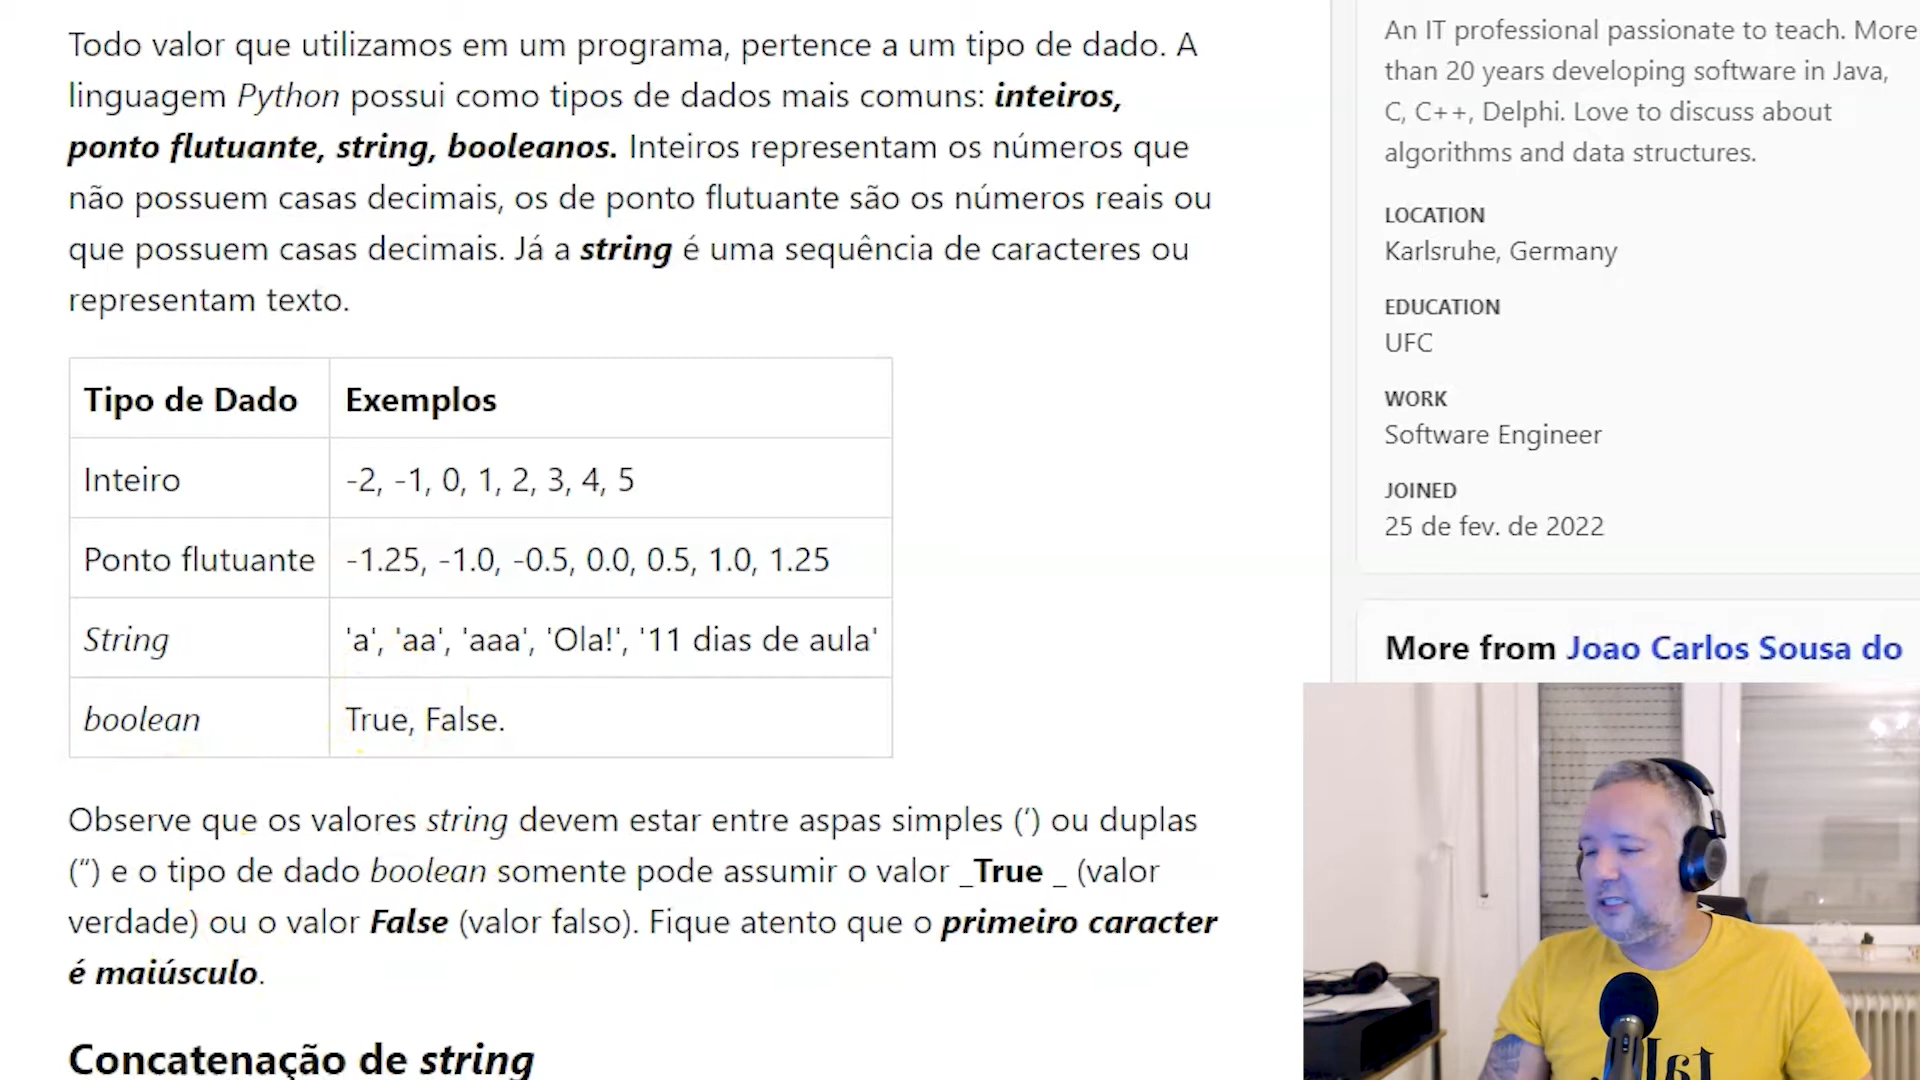 Todo valor que utilizamos em um programa, pertence a um tipo de dado. A
linguagem Python possui como tipos de dados mais comuns: inteiros,
ponto flutuante, string, booleanos. Inteiros representam os números que
não possuem casas decimais, os de ponto flutuante são os números reais ou
que possuem casas decimais. Já a string é uma sequência de caracteres ou
representam texto.
Tipo de Dado Exemplos
Inteiro -2, -1, 0, 1, 2, 3, 4, 5
Ponto flutuante -1.25, -1.0, -0.5, 0.0, 0.5, 1.0, 1.25
String 'a', 'aa', 'aaa', 'Ola!', '11 dias de aula'
boolean True, False.
Observe que os valores string devem estar entre aspas simples (‘) ou duplas
(“) e o tipo de dado boolean somente pode assumir o valor _True _ (valor
verdade) ou o valor False (valor falso). Fique atento que o primeiro caracter
é maiúsculo.
Concatenação de string
An IT professional passionate to teach. More
than 20 years developing software in Java,
C, C++, Delphi. Love to discuss about
algorithms and data structures.
LOCATION
Karlsruhe, Germany
EDUCATION
UFC
WORK
Software Engineer
JOINED
25 de fev. de 2022
More from Joao Carlos Sousa do